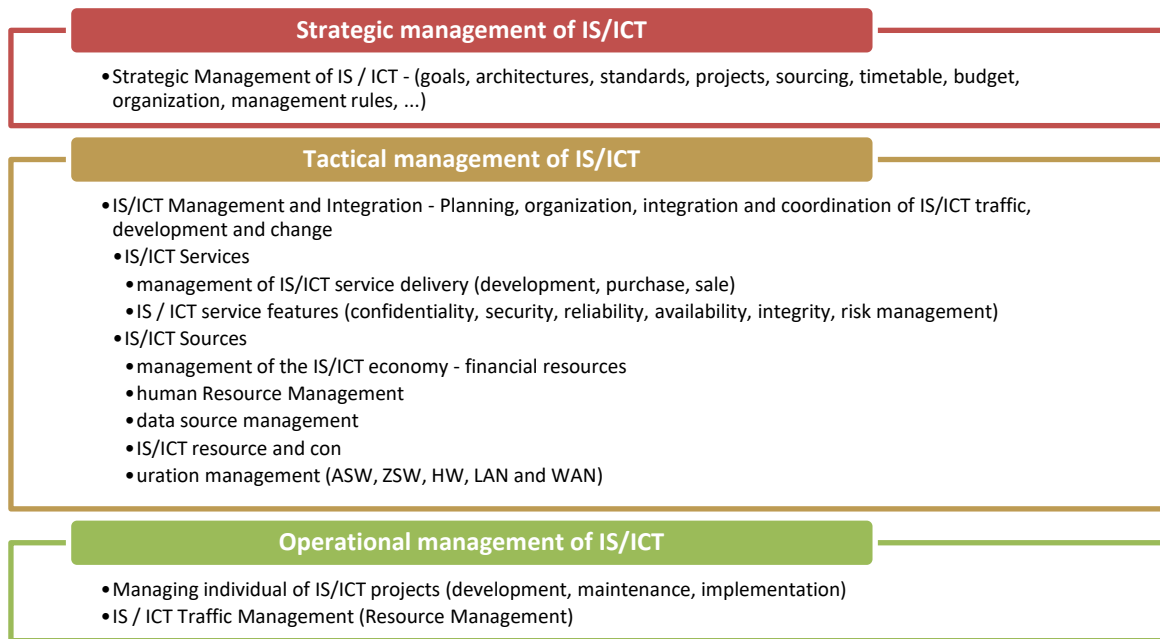 Strategic management of IS/ICT
•Strategic Management of IS / ICT - (goals, architectures, standards, projects, sourcing, timetable, budget,
organization, management rules, ...)
Tactical management of IS/ICT
•IS/ICT Management and Integration - Planning, organization, integration and coordination of IS/ICT traffic,
development and change
•IS/ICT Services
•management of IS/ICT service delivery (development, purchase, sale)
•IS / ICT service features (confidentiality, security, reliability, availability, integrity, risk management)
•IS/ICT Sources
•management of the IS/ICT economy - financial resources
•human Resource Management
•data source management
•IS/ICT resource and con
•uration management (ASW, ZSW, HW, LAN and WAN)
Operational management of IS/ICT
•Managing individual of IS/ICT projects (development, maintenance, implementation)
•IS / ICT Traffic Management (Resource Management)